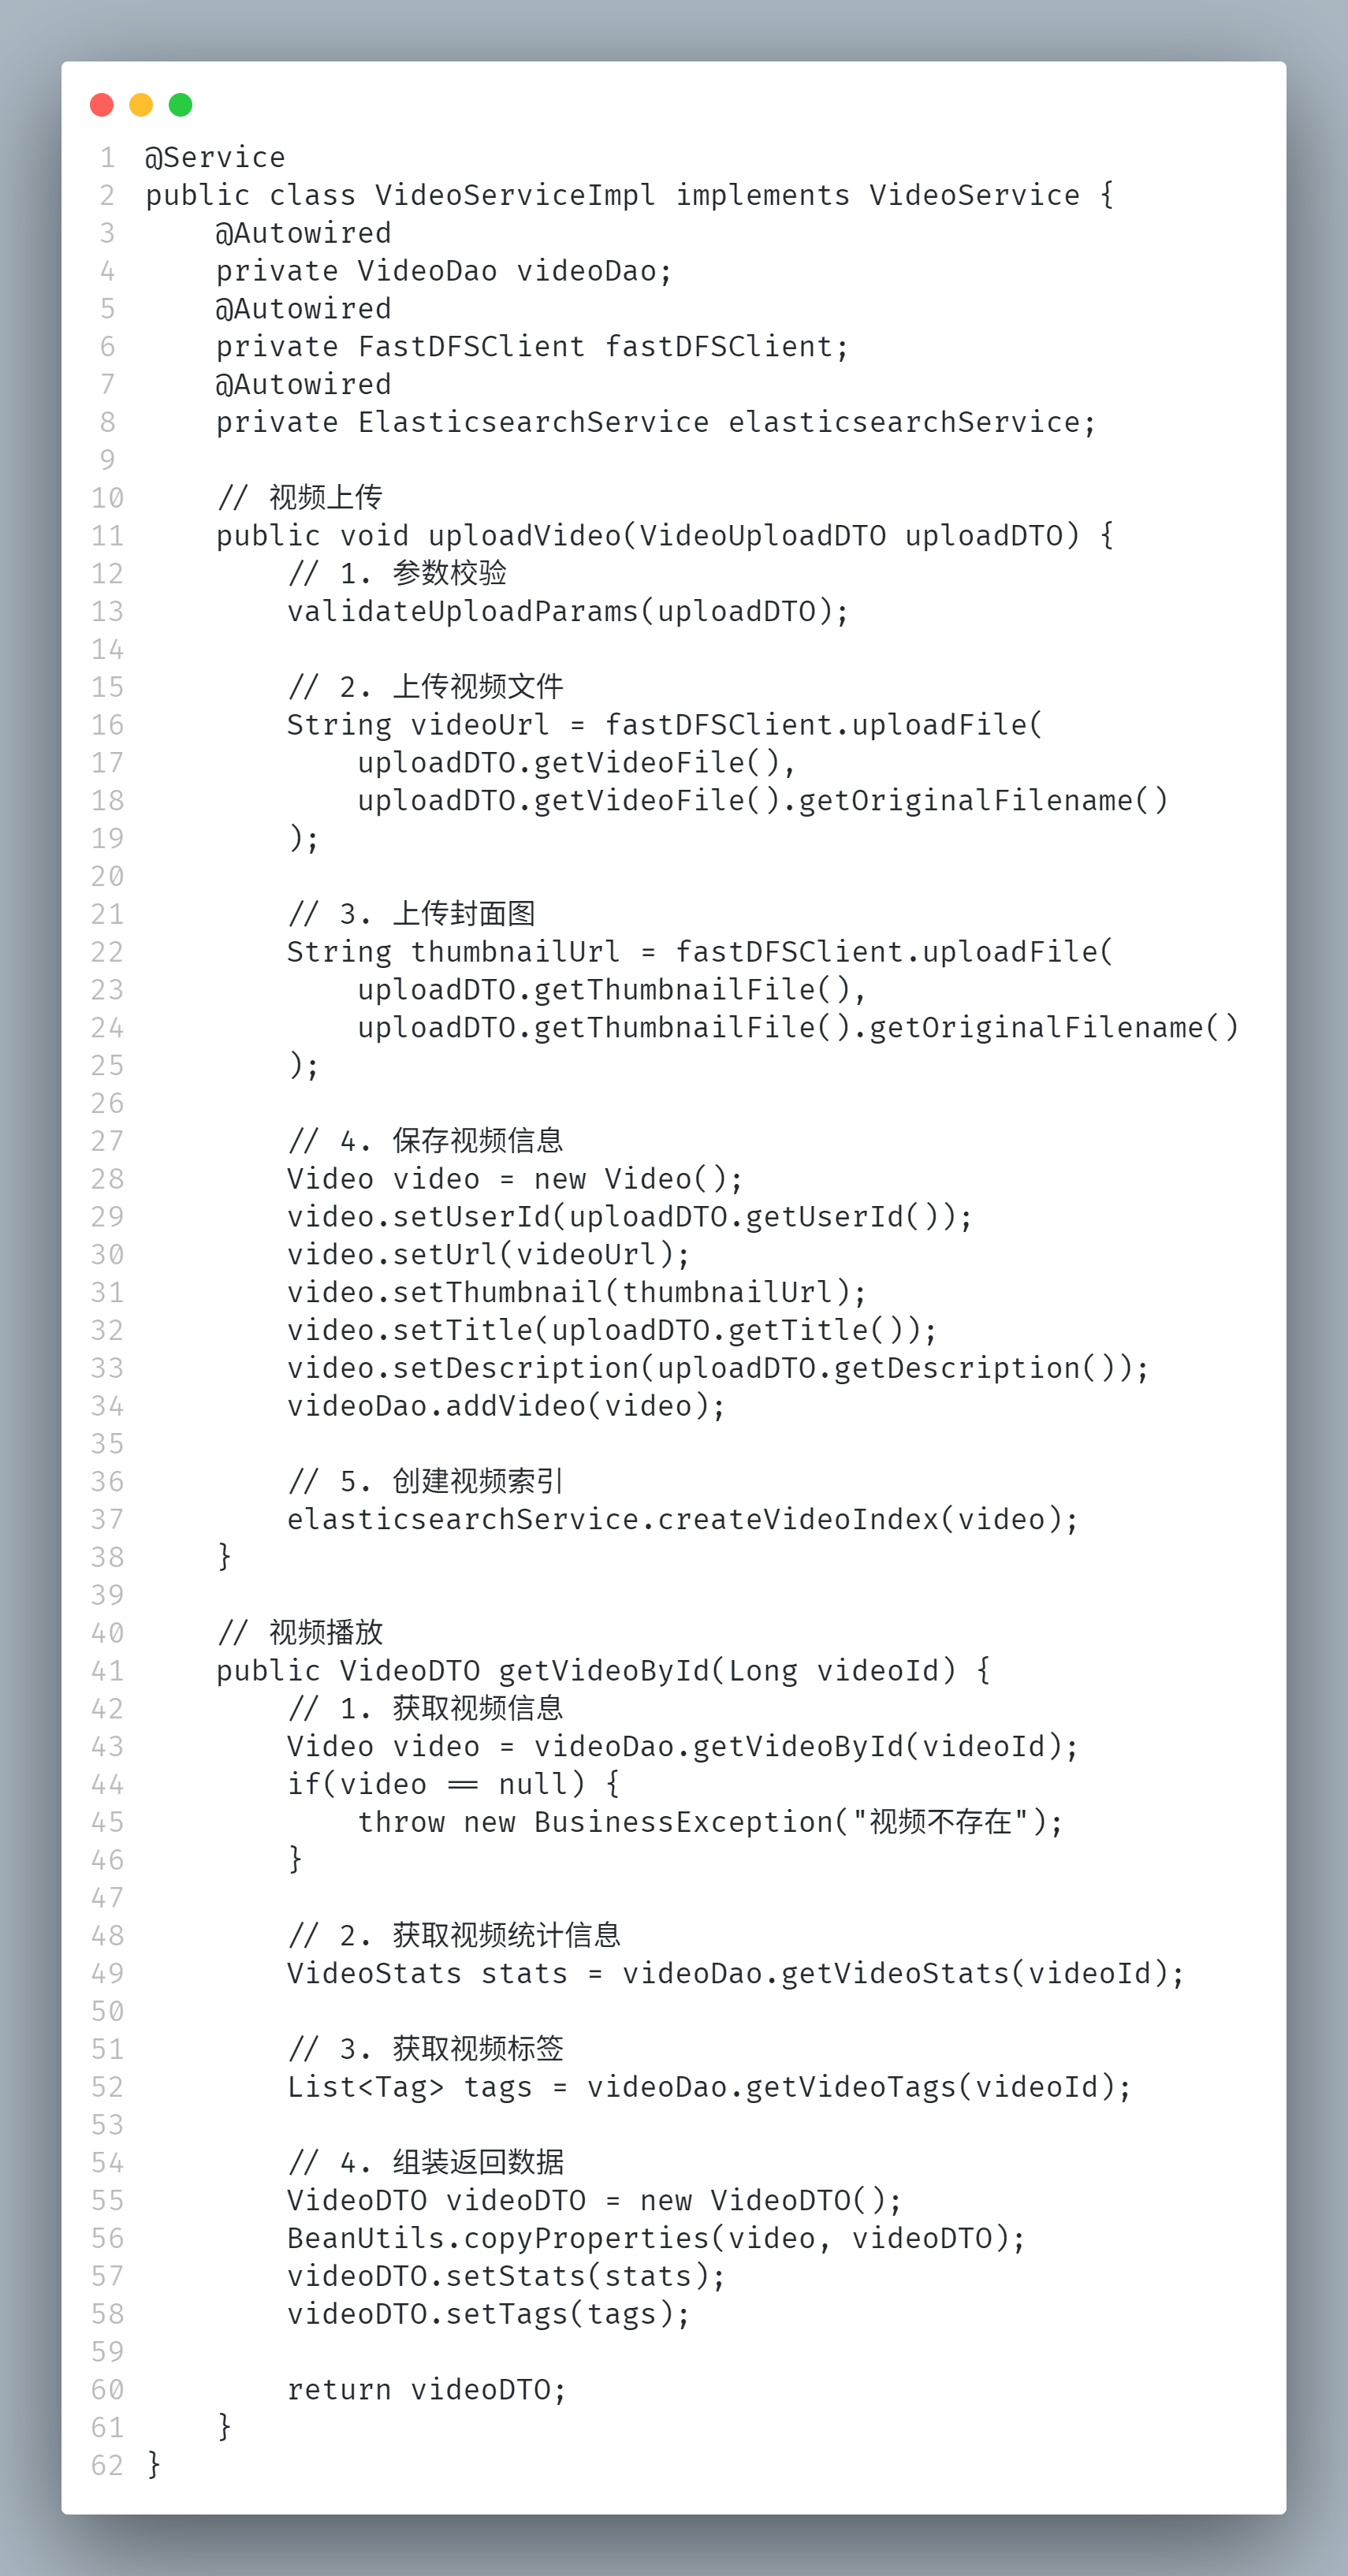 1 @Service
2 public class VideoServiceImpl implements VideoService {
3     @Autowired
4     private VideoDao videoDao;
5     @Autowired
6     private FastDFSClient fastDFSClient;
7     @Autowired
8     private ElasticsearchService elasticsearchService;
9
10     // 视频上传
11     public void uploadVideo(VideoUploadDTO uploadDTO) {
12         // 1. 参数校验
13         validateUploadParams(uploadDTO);
14
15         // 2. 上传视频文件
16         String videoUrl = fastDFSClient.uploadFile(
17             uploadDTO.getVideoFile(),
18             uploadDTO.getVideoFile().getOriginalFilename()
19         );
20
21         // 3. 上传封面图
22         String thumbnailUrl = fastDFSClient.uploadFile(
23             uploadDTO.getThumbnailFile(),
24             uploadDTO.getThumbnailFile().getOriginalFilename()
25         );
26
27         // 4. 保存视频信息
28         Video video = new Video();
29         video.setUserId(uploadDTO.getUserId());
30         video.setUrl(videoUrl);
31         video.setThumbnail(thumbnailUrl);
32         video.setTitle(uploadDTO.getTitle());
33         video.setDescription(uploadDTO.getDescription());
34         videoDao.addVideo(video);
35
36         // 5. 创建视频索引
37         elasticsearchService.createVideoIndex(video);
38     }
39
40     // 视频播放
41     public VideoDTO getVideoById(Long videoId) {
42         // 1. 获取视频信息
43         Video video = videoDao.getVideoById(videoId);
44         if(video == null) {
45             throw new BusinessException("视频不存在");
46         }
47
48         // 2. 获取视频统计信息
49         VideoStats stats = videoDao.getVideoStats(videoId);
50
51         // 3. 获取视频标签
52         List<Tag> tags = videoDao.getVideoTags(videoId);
53
54         // 4. 组装返回数据
55         VideoDTO videoDTO = new VideoDTO();
56         BeanUtils.copyProperties(video, videoDTO);
57         videoDTO.setStats(stats);
58         videoDTO.setTags(tags);
59
60         return videoDTO;
61     }
62 }